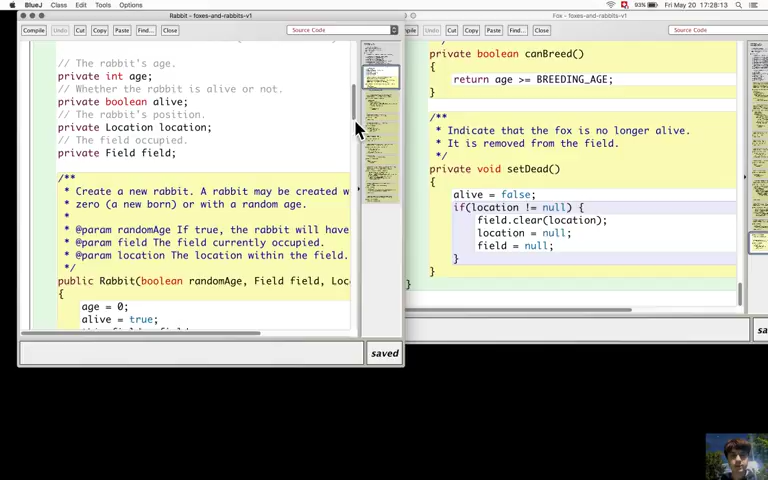 BlueJ Class Edit Tools Options
93% Fri May 20 17:28:13
Rabbit - foxes-and-rabbits-v1
Compile Undo Cut Copy Paste Find... Close Source Code
// The rabbit's age.
private int age;
// Whether the rabbit is alive or not.
private boolean alive;
// The rabbit's position.
private Location location;
// The field occupied.
private Field field;
/**
* Create a new rabbit. A rabbit may be created w
* zero (a new born) or with a random age.
*
* @param randomAge If true, the rabbit will have
* @param field The field currently occupied.
* @param location The location within the field.
*/
public Rabbit(boolean randomAge, Field field, Loc
{
age = 0;
alive = true;
saved
Fox - foxes-and-rabbits-v1
pile Undo Cut Copy Paste Find... Close Source Code
private boolean canBreed()
{
return age >= BREEDING_AGE;
}
/**
* Indicate that the fox is no longer alive.
* It is removed from the field.
*/
private void setDead()
{
alive = false;
if(location != null) {
field.clear(location);
location = null;
field = null;
}
}
}
sa